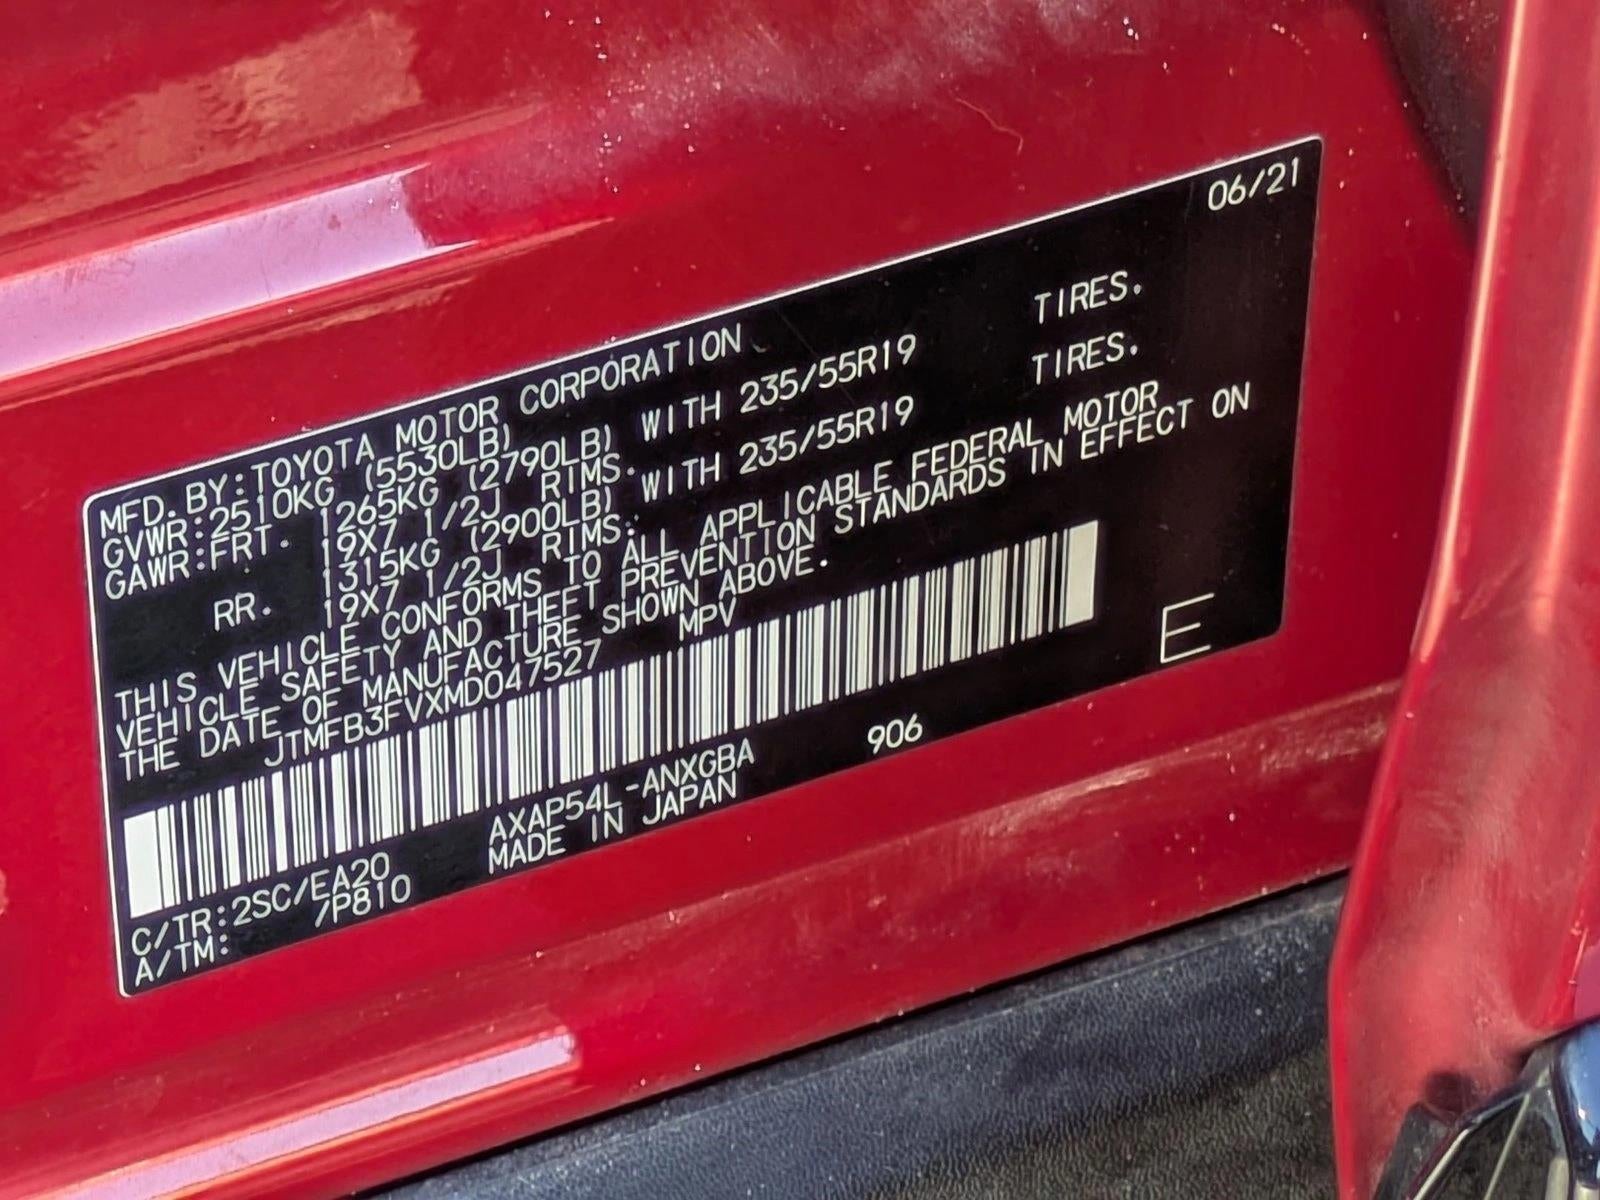 06/21
MFD. BY: TOYOTA MOTOR CORPORATION
GVWR: 2510KG (5530LB)
GAWR: FRT. 1265KG (2790LB) WITH 235/55R19 TIRES.
19X7 1/2J RIMS.
RR. 1315KG (2900LB) WITH 235/55R19 TIRES.
19X7 1/2J RIMS.
THIS VEHICLE CONFORMS TO ALL APPLICABLE FEDERAL MOTOR
VEHICLE SAFETY AND THEFT PREVENTION STANDARDS IN EFFECT ON
THE DATE OF MANUFACTURE SHOWN ABOVE.
JTMFB3FVXMD047527 MPV
E
C/TR: 2SC/EA20 AXAP54L-ANXGBA 906
A/TM: /P810 MADE IN JAPAN